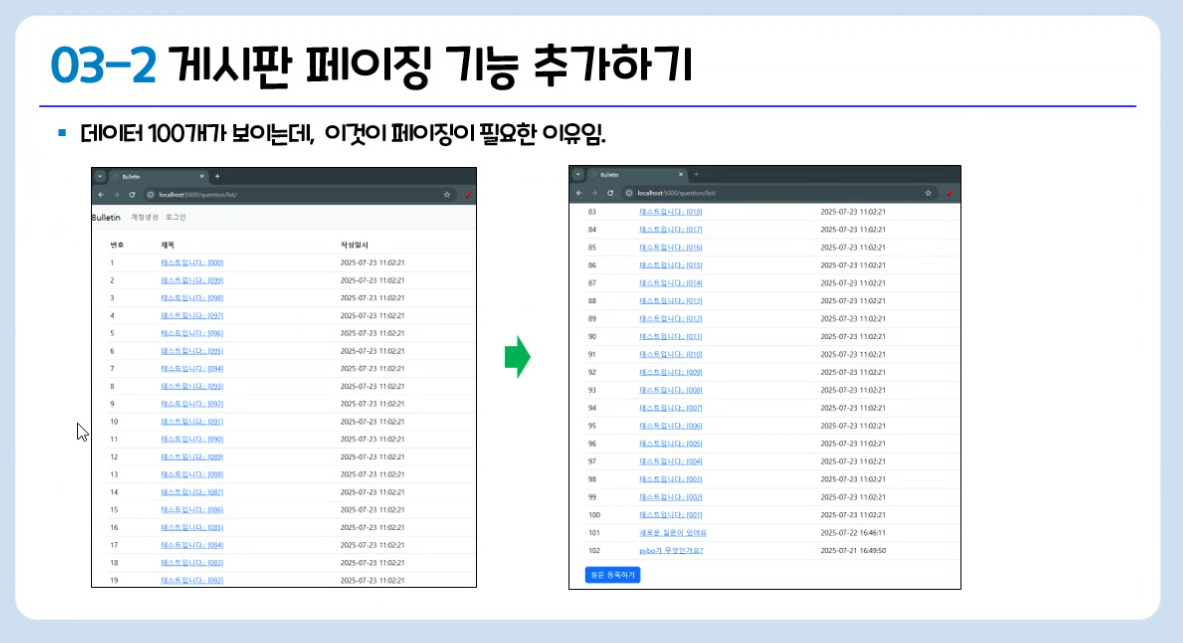 03-2 게시판 페이징 기능 추가하기
데이터 100개가 보이는데, 이것이 페이징이 필요한 이유임.
Bulletin
localhost:5000/question/list/
Bulletin 계정생성 로그인
번호 제목 작성일시
1 테스트입니다:. [000] 2025-07-23 11:02:21
2 테스트입니다:. [099] 2025-07-23 11:02:21
3 테스트입니다:. [098] 2025-07-23 11:02:21
4 테스트입니다:. [097] 2025-07-23 11:02:21
5 테스트입니다:. [096] 2025-07-23 11:02:21
6 테스트입니다:. [095] 2025-07-23 11:02:21
7 테스트입니다:. [094] 2025-07-23 11:02:21
8 테스트입니다:. [093] 2025-07-23 11:02:21
9 테스트입니다:. [092] 2025-07-23 11:02:21
10 테스트입니다:. [091] 2025-07-23 11:02:21
11 테스트입니다:. [090] 2025-07-23 11:02:21
12 테스트입니다:. [089] 2025-07-23 11:02:21
13 테스트입니다:. [088] 2025-07-23 11:02:21
14 테스트입니다:. [087] 2025-07-23 11:02:21
15 테스트입니다:. [086] 2025-07-23 11:02:21
16 테스트입니다:. [085] 2025-07-23 11:02:21
17 테스트입니다:. [084] 2025-07-23 11:02:21
18 테스트입니다:. [083] 2025-07-23 11:02:21
19 테스트입니다:. [082] 2025-07-23 11:02:21
Bulletin
localhost:5000/question/list/
83 테스트입니다:. [018] 2025-07-23 11:02:21
84 테스트입니다:. [017] 2025-07-23 11:02:21
85 테스트입니다:. [016] 2025-07-23 11:02:21
86 테스트입니다:. [015] 2025-07-23 11:02:21
87 테스트입니다:. [014] 2025-07-23 11:02:21
88 테스트입니다:. [013] 2025-07-23 11:02:21
89 테스트입니다:. [012] 2025-07-23 11:02:21
90 테스트입니다:. [011] 2025-07-23 11:02:21
91 테스트입니다:. [010] 2025-07-23 11:02:21
92 테스트입니다:. [009] 2025-07-23 11:02:21
93 테스트입니다:. [008] 2025-07-23 11:02:21
94 테스트입니다:. [007] 2025-07-23 11:02:21
95 테스트입니다:. [006] 2025-07-23 11:02:21
96 테스트입니다:. [005] 2025-07-23 11:02:21
97 테스트입니다:. [004] 2025-07-23 11:02:21
98 테스트입니다:. [003] 2025-07-23 11:02:21
99 테스트입니다:. [002] 2025-07-23 11:02:21
100 테스트입니다:. [001] 2025-07-23 11:02:21
101 새로운 질문이 있어요 2025-07-22 16:46:11
102 pybo가 무엇인가요? 2025-07-21 16:49:50
질문 등록하기